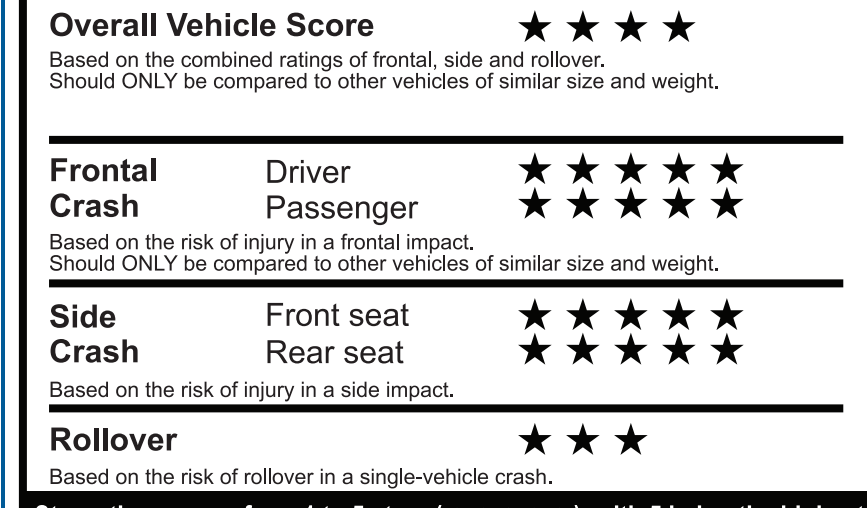 Overall Vehicle Score ★ ★ ★ ★
Based on the combined ratings of frontal, side and rollover.
Should ONLY be compared to other vehicles of similar size and weight.
Frontal Driver ★ ★ ★ ★ ★
Crash Passenger ★ ★ ★ ★ ★
Based on the risk of injury in a frontal impact.
Should ONLY be compared to other vehicles of similar size and weight.
Side Front seat ★ ★ ★ ★ ★
Crash Rear seat ★ ★ ★ ★ ★
Based on the risk of injury in a side impact.
Rollover ★ ★ ★
Based on the risk of rollover in a single-vehicle crash.